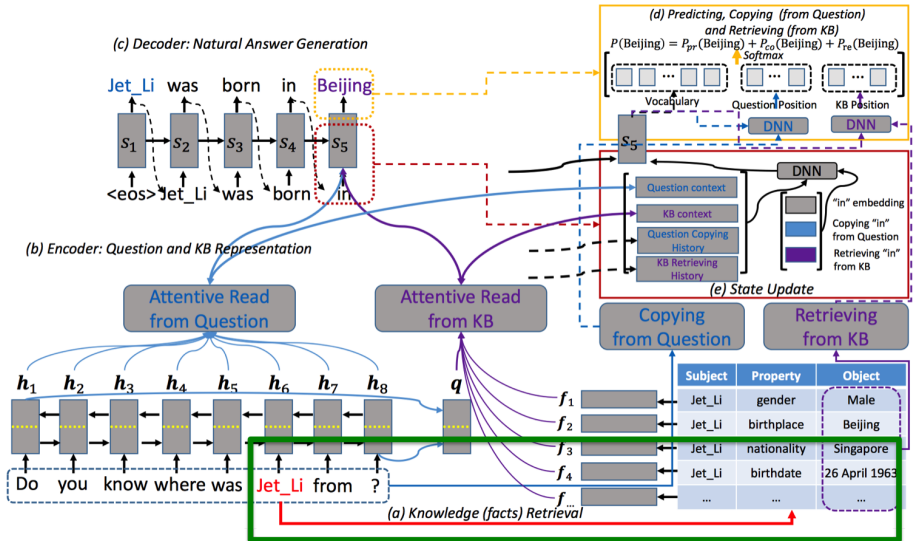 (d) Predicting, Copying (from Question)
and Retrieving (from KB)
P(Beijing) = P_pr(Beijing) + P_co(Beijing) + P_re(Beijing)
Softmax
Vocabulary
Question Position
KB Position
DNN
DNN
(c) Decoder: Natural Answer Generation
Jet_Li was born in Beijing
s1 s2 s3 s4 s5
<eos> Jet_Li was born in
s5
DNN
Question context
KB context
Question Copying
History
KB Retrieving
History
"in" embedding
Copying "in"
from Question
Retrieving "in"
from KB
(e) State Update
(b) Encoder: Question and KB Representation
Attentive Read
from Question
Attentive Read
from KB
Copying
from Question
Retrieving
from KB
h1 h2 h3 h4 h5 h6 h7 h8 q
f1
f2
f3
f4
f...
Subject Property Object
Jet_Li gender Male
Jet_Li birthplace Beijing
Jet_Li nationality Singapore
Jet_Li birthdate 26 April 1963
... ... ...
Do you know where was Jet_Li from ?
(a) Knowledge (facts) Retrieval